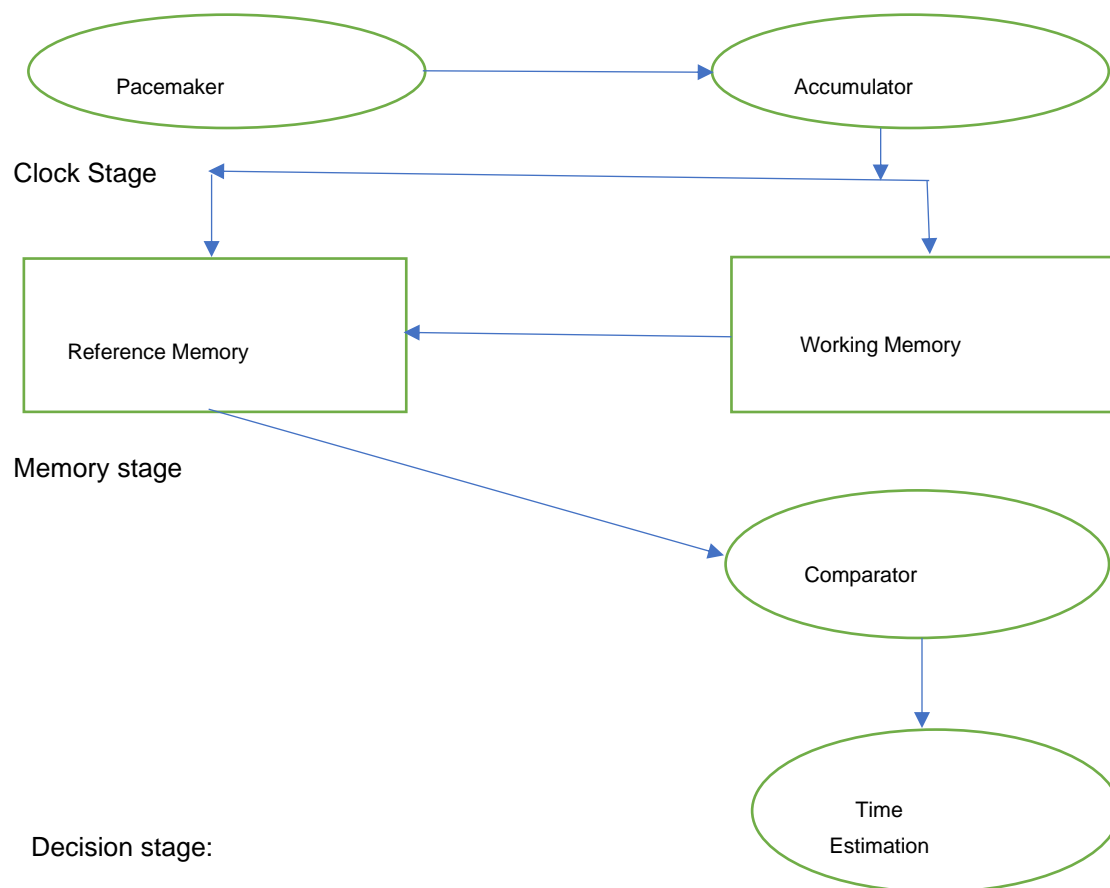 Pacemaker
Accumulator
Clock Stage
Reference Memory
Working Memory
Memory stage
Comparator
Time
Estimation
Decision stage: